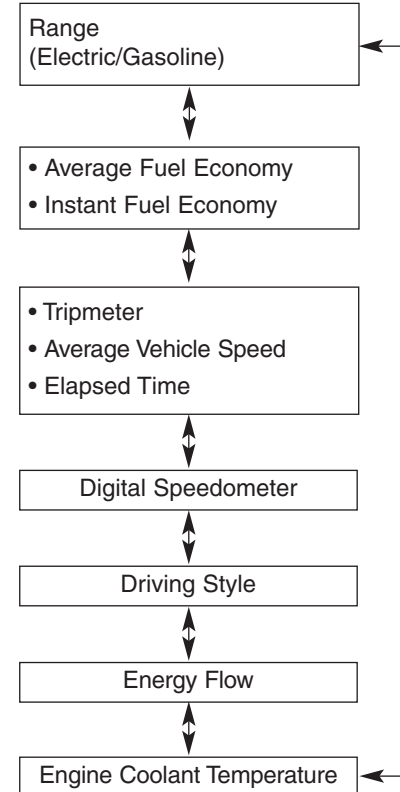 Range
(Electric/Gasoline)
• Average Fuel Economy
• Instant Fuel Economy
• Tripmeter
• Average Vehicle Speed
• Elapsed Time
Digital Speedometer
Driving Style
Energy Flow
Engine Coolant Temperature